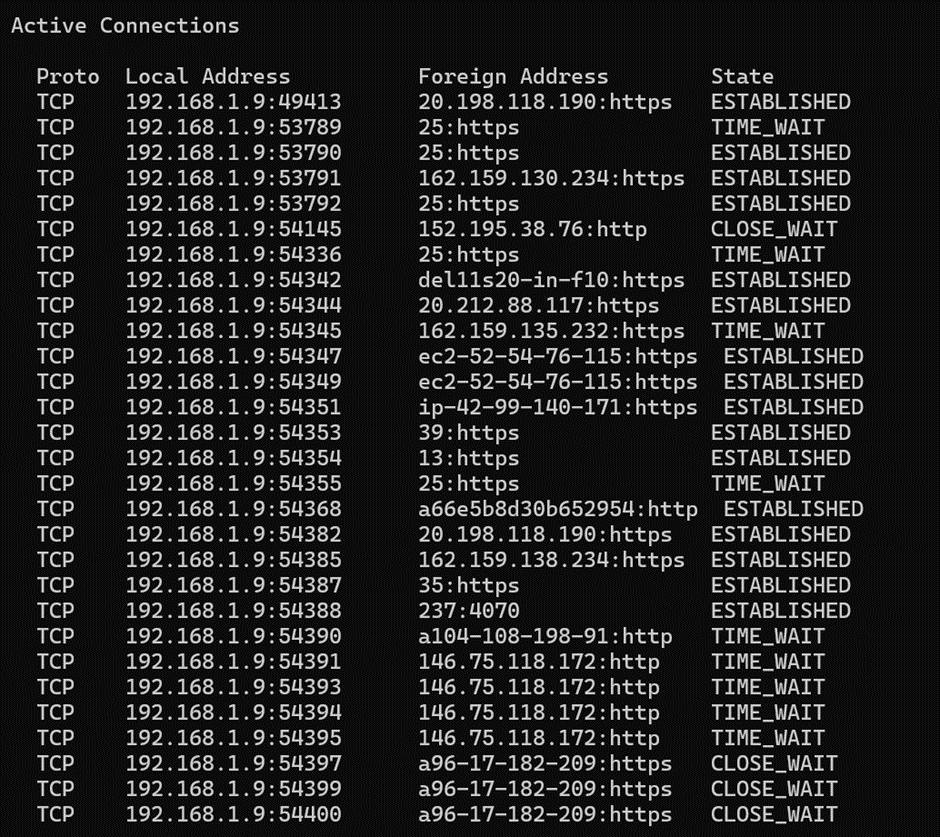 Active Connections
Proto  Local Address          Foreign Address        State
TCP    192.168.1.9:49413      20.198.118.190:https   ESTABLISHED
TCP    192.168.1.9:53789      25:https               TIME_WAIT
TCP    192.168.1.9:53790      25:https               ESTABLISHED
TCP    192.168.1.9:53791      162.159.130.234:https  ESTABLISHED
TCP    192.168.1.9:53792      25:https               ESTABLISHED
TCP    192.168.1.9:54145      152.195.38.76:http     CLOSE_WAIT
TCP    192.168.1.9:54336      25:https               TIME_WAIT
TCP    192.168.1.9:54342      del11s20-in-f10:https  ESTABLISHED
TCP    192.168.1.9:54344      20.212.88.117:https    ESTABLISHED
TCP    192.168.1.9:54345      162.159.135.232:https  TIME_WAIT
TCP    192.168.1.9:54347      ec2-52-54-76-115:https  ESTABLISHED
TCP    192.168.1.9:54349      ec2-52-54-76-115:https  ESTABLISHED
TCP    192.168.1.9:54351      ip-42-99-140-171:https  ESTABLISHED
TCP    192.168.1.9:54353      39:https               ESTABLISHED
TCP    192.168.1.9:54354      13:https               ESTABLISHED
TCP    192.168.1.9:54355      25:https               TIME_WAIT
TCP    192.168.1.9:54368      a66e5b8d30b652954:http  ESTABLISHED
TCP    192.168.1.9:54382      20.198.118.190:https   ESTABLISHED
TCP    192.168.1.9:54385      162.159.138.234:https  ESTABLISHED
TCP    192.168.1.9:54387      35:https               ESTABLISHED
TCP    192.168.1.9:54388      237:4070               ESTABLISHED
TCP    192.168.1.9:54390      a104-108-198-91:http   TIME_WAIT
TCP    192.168.1.9:54391      146.75.118.172:http    TIME_WAIT
TCP    192.168.1.9:54393      146.75.118.172:http    TIME_WAIT
TCP    192.168.1.9:54394      146.75.118.172:http    TIME_WAIT
TCP    192.168.1.9:54395      146.75.118.172:http    TIME_WAIT
TCP    192.168.1.9:54397      a96-17-182-209:https   CLOSE_WAIT
TCP    192.168.1.9:54399      a96-17-182-209:https   CLOSE_WAIT
TCP    192.168.1.9:54400      a96-17-182-209:https   CLOSE_WAIT